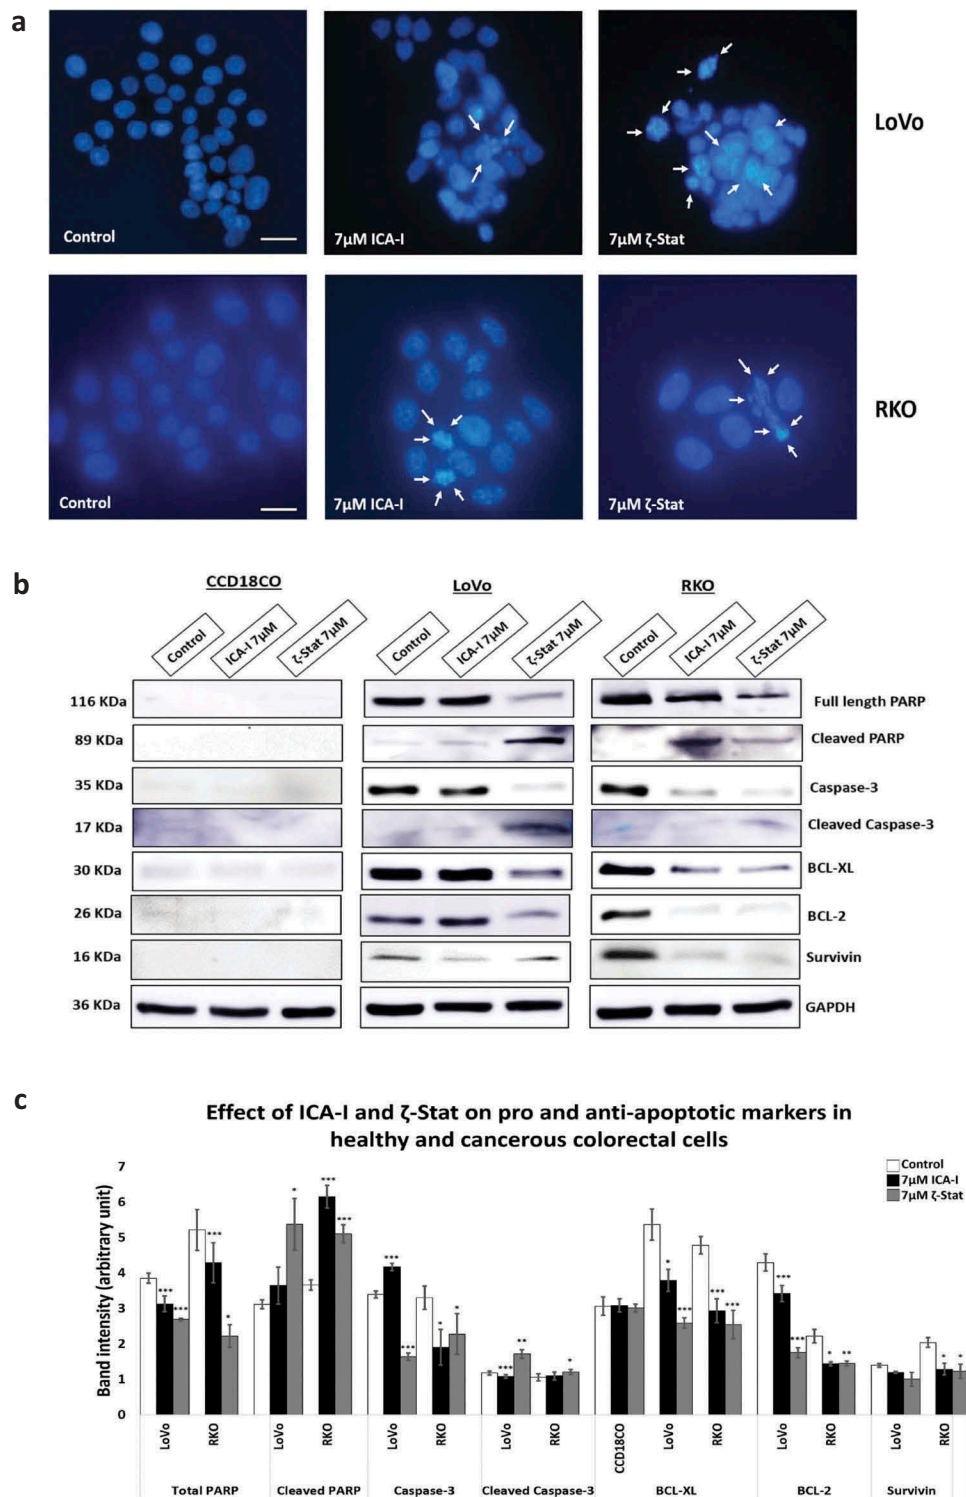 a
Control
7μM ICA-I
7μM ζ-Stat
LoVo
Control
7μM ICA-I
7μM ζ-Stat
RKO
b
CCD18CO
LoVo
RKO
Control
ICA-I 7μM
ζ-Stat 7μM
Control
ICA-I 7μM
ζ-Stat 7μM
Control
ICA-I 7μM
ζ-Stat 7μM
116 KDa
Full length PARP
89 KDa
Cleaved PARP
35 KDa
Caspase-3
17 KDa
Cleaved Caspase-3
30 KDa
BCL-XL
26 KDa
BCL-2
16 KDa
Survivin
36 KDa
GAPDH
c
Effect of ICA-I and ζ-Stat on pro and anti-apoptotic markers in
healthy and cancerous colorectal cells
Control
7μM ICA-I
7μM ζ-Stat
Band intensity (arbitrary unit)
7
6
5
4
3
2
1
0
***
***
***
*
*
***
***
***
***
*
*
***
**
*
*
***
***
***
***
***
*
**
*
*
LoVo
RKO
LoVo
RKO
LoVo
RKO
LoVo
RKO
CCD18CO
LoVo
RKO
LoVo
RKO
LoVo
RKO
Total PARP
Cleaved PARP
Caspase-3
Cleaved Caspase-3
BCL-XL
BCL-2
Survivin